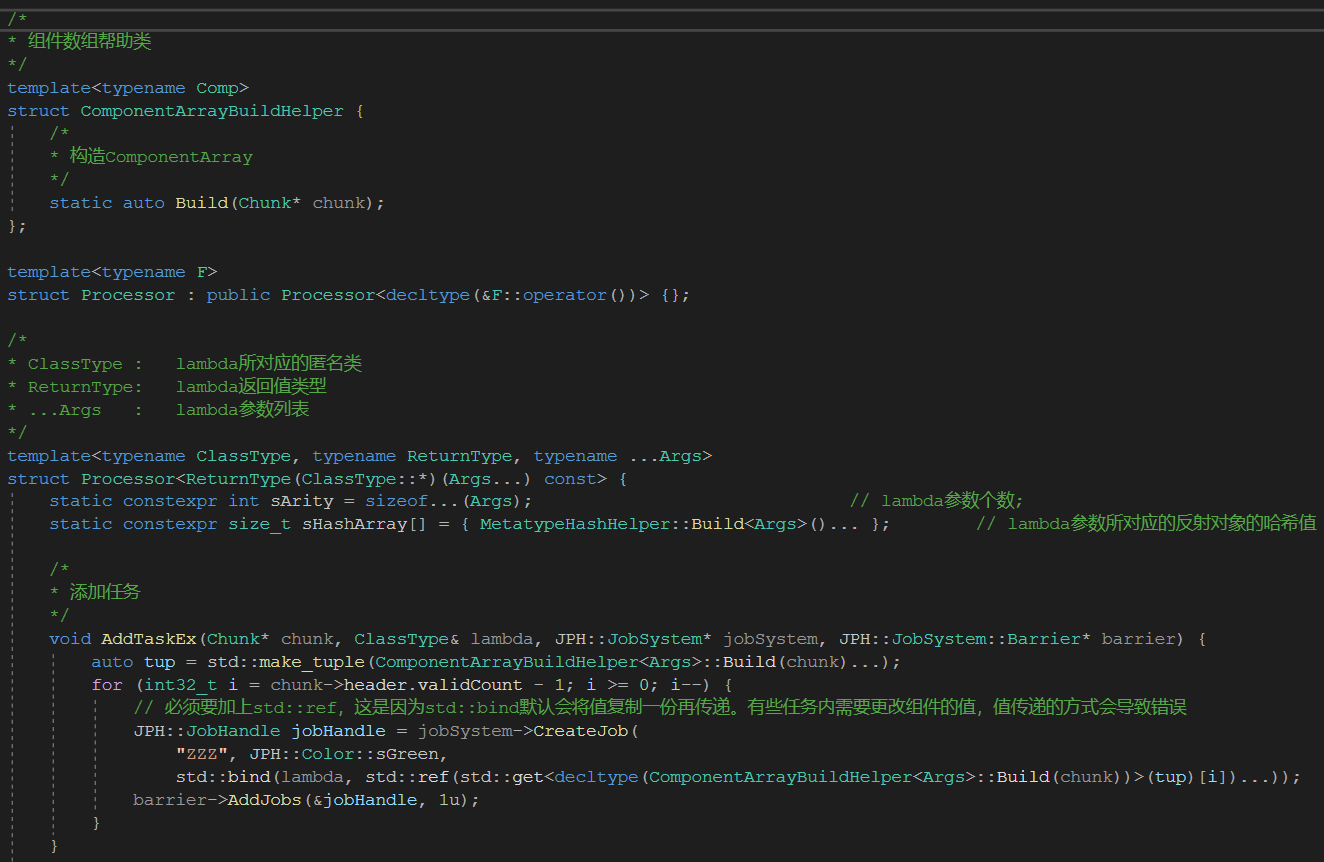 /*
* 组件数组帮助类
*/
template<typename Comp>
struct ComponentArrayBuildHelper {
/*
* 构造ComponentArray
*/
static auto Build(Chunk* chunk);
};
template<typename F>
struct Processor : public Processor<decltype(&F::operator())> {};
/*
* ClassType :   lambda所对应的匿名类
* ReturnType:   lambda返回值类型
* ...Args   :   lambda参数列表
*/
template<typename ClassType, typename ReturnType, typename ...Args>
struct Processor<ReturnType(ClassType::*)(Args...) const> {
static constexpr int sArity = sizeof...(Args); // lambda参数个数;
static constexpr size_t sHashArray[] = { MetatypeHashHelper::Build<Args>()... }; // lambda参数所对应的反射对象的哈希值
/*
* 添加任务
*/
void AddTaskEx(Chunk* chunk, ClassType& lambda, JPH::JobSystem* jobSystem, JPH::JobSystem::Barrier* barrier) {
auto tup = std::make_tuple(ComponentArrayBuildHelper<Args>::Build(chunk)...);
for (int32_t i = chunk->header.validCount - 1; i >= 0; i--) {
// 必须要加上std::ref，这是因为std::bind默认会将值复制一份再传递。有些任务内需要更改组件的值，值传递的方式会导致错误
JPH::JobHandle jobHandle = jobSystem->CreateJob(
"ZZZ", JPH::Color::sGreen,
std::bind(lambda, std::ref(std::get<decltype(ComponentArrayBuildHelper<Args>::Build(chunk))>(tup)[i])...));
barrier->AddJobs(&jobHandle, 1u);
}
}